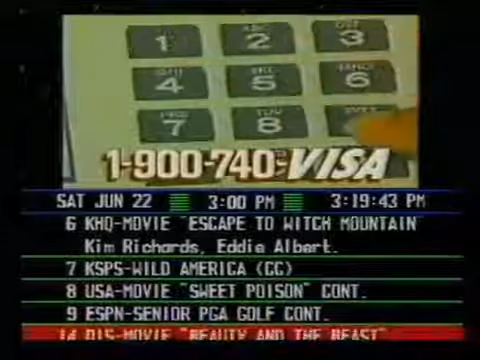 1
ABC 2
DEF 3
GHI 4
JKL 5
MNO 6
PRS 7
TUV 8
1-900-740-VISA
SAT JUN 22 3:00 PM 3:19:43 PM
6 KHQ-MOVIE "ESCAPE TO WITCH MOUNTAIN"
Kim Richards, Eddie Albert.
7 KSPS-WILD AMERICA (CC)
8 USA-MOVIE "SWEET POISON" CONT.
9 ESPN-SENIOR PGA GOLF CONT.
14 DIS-MOVIE "BEAUTY AND THE BEAST"